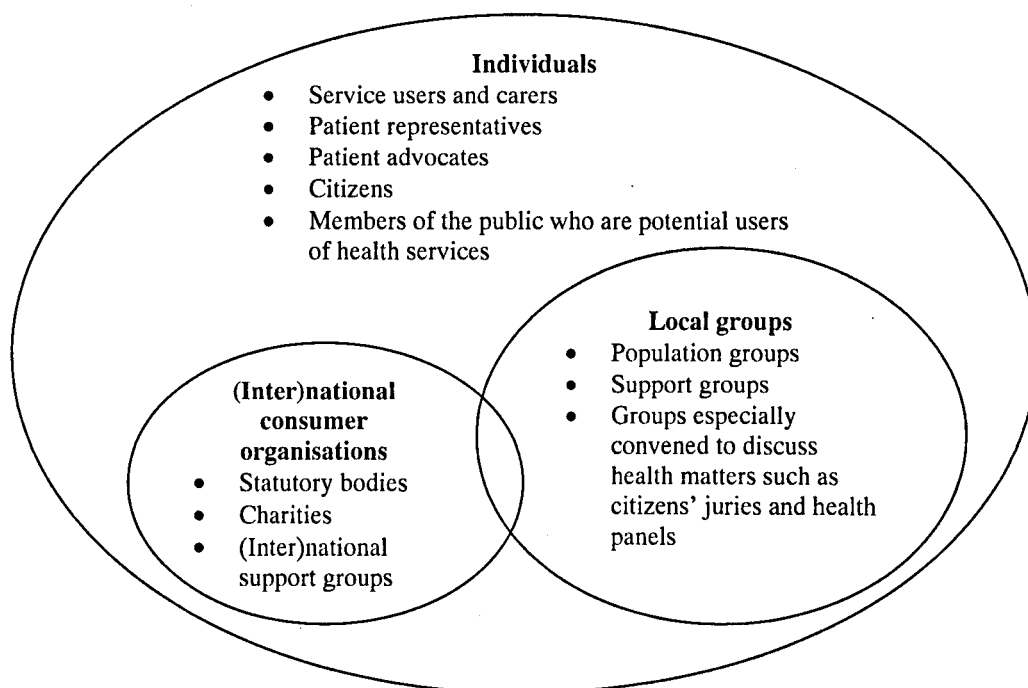 Individuals
• Service users and carers
• Patient representatives
• Patient advocates
• Citizens
• Members of the public who are potential users
of health services
Local groups
• Population groups
• Support groups
• Groups especially
convened to discuss
health matters such as
citizens’ juries and health
panels
(Inter)national
consumer
organisations
• Statutory bodies
• Charities
• (Inter)national
support groups